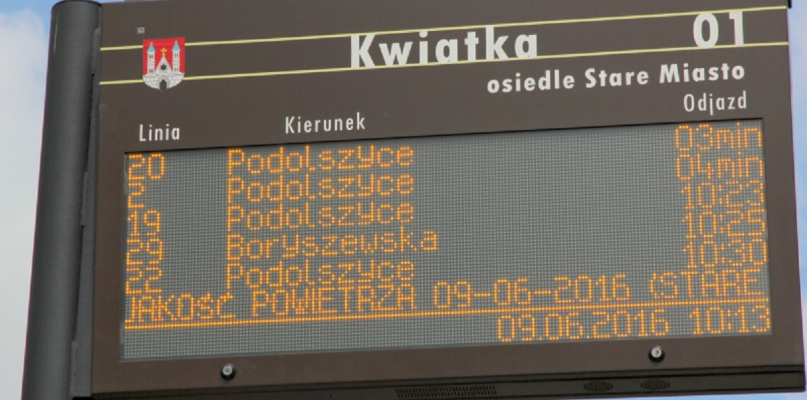 Kwiatka 01
osiedle Stare Miasto
Linia Kierunek Odjazd
20 Podolszyce 03min
2 Podolszyce 04min
19 Podolszyce 10:23
29 Boryszewska 10:25
22 Podolszyce 10:30
JAKOŚĆ POWIETRZA 09-06-2016 (STARE
09.06.2016 10:13